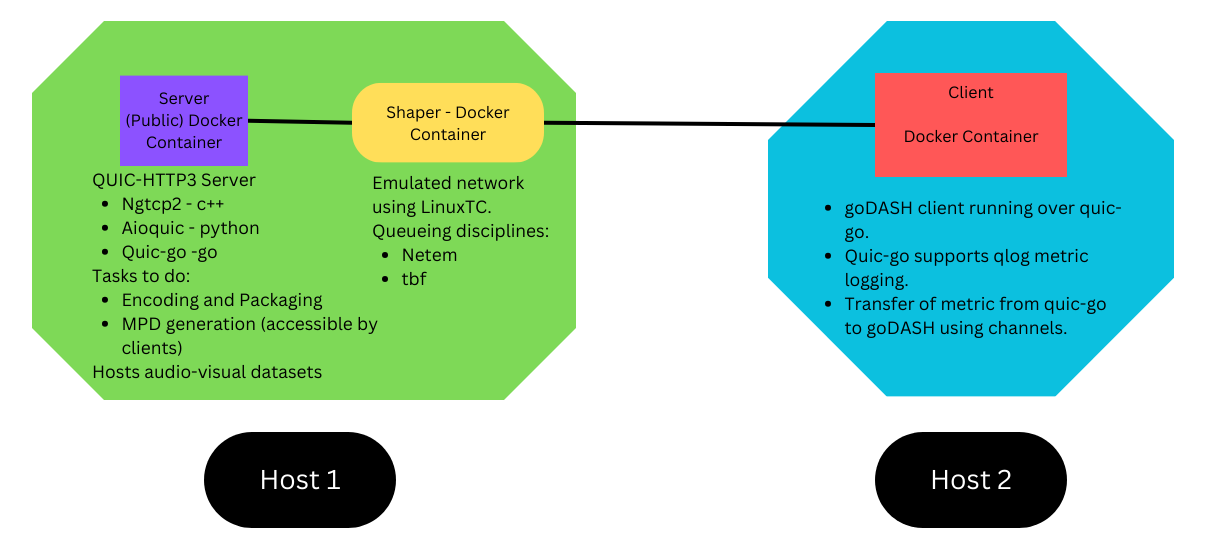 Server
(Public) Docker
Container
Shaper - Docker
Container
Client
Docker Container
QUIC-HTTP3 Server
• Ngtcp2 - c++
• Aioquic - python
• Quic-go -go
Tasks to do:
• Encoding and Packaging
• MPD generation (accessible by
clients)
Hosts audio-visual datasets
Emulated network
using LinuxTC.
Queueing disciplines:
• Netem
• tbf
• goDASH client running over quic-
go.
• Quic-go supports qlog metric
logging.
• Transfer of metric from quic-go
to goDASH using channels.
Host 1
Host 2